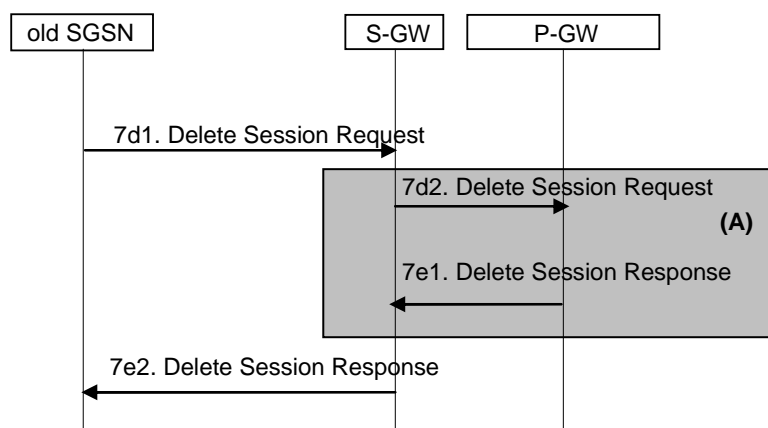 old SGSN
S-GW
P-GW
7d1. Delete Session Request
7d2. Delete Session Request
(A)
7e1. Delete Session Response
7e2. Delete Session Response